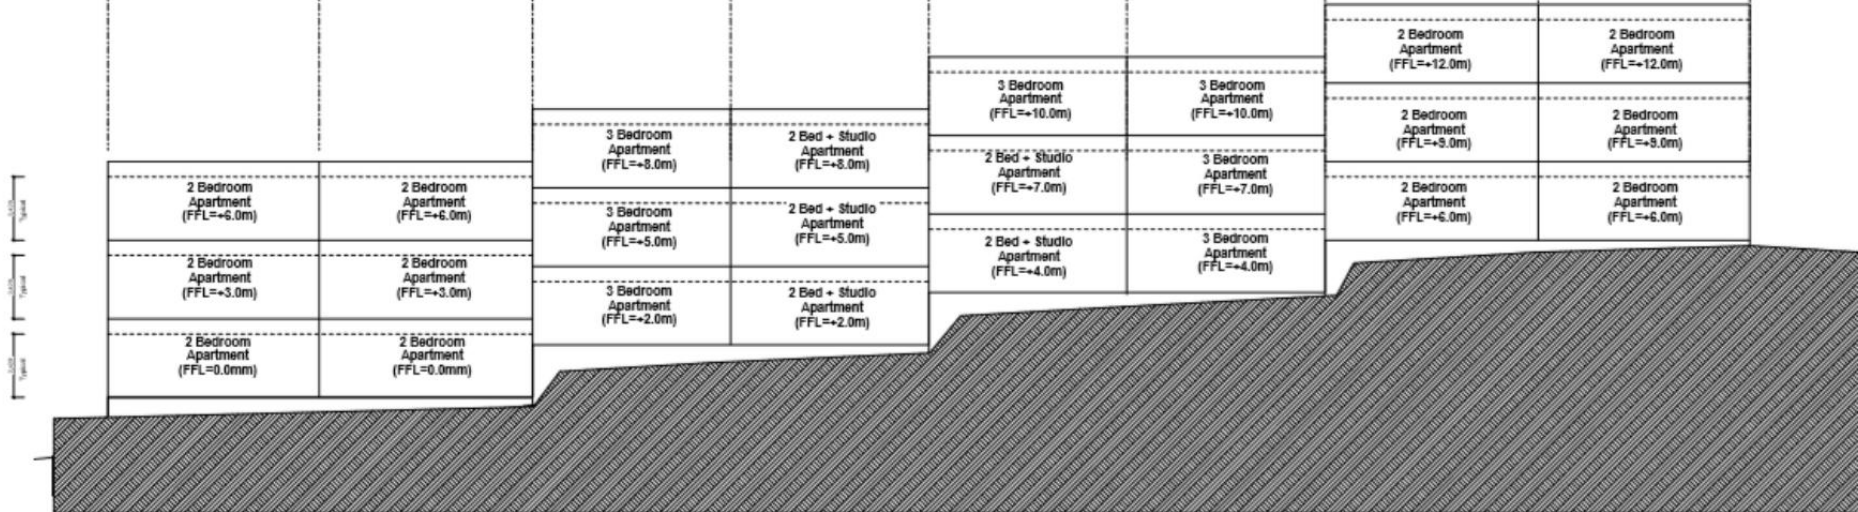 2 Bedroom
Apartment
(FFL=+12.0m)
2 Bedroom
Apartment
(FFL=+12.0m)
3 Bedroom
Apartment
(FFL=+10.0m)
3 Bedroom
Apartment
(FFL=+10.0m)
2 Bedroom
Apartment
(FFL=+9.0m)
2 Bedroom
Apartment
(FFL=+9.0m)
3 Bedroom
Apartment
(FFL=+8.0m)
2 Bed + Studio
Apartment
(FFL=+8.0m)
2 Bed + Studio
Apartment
(FFL=+7.0m)
3 Bedroom
Apartment
(FFL=+7.0m)
2 Bedroom
Apartment
(FFL=+6.0m)
2 Bedroom
Apartment
(FFL=+6.0m)
2 Bedroom
Apartment
(FFL=+6.0m)
2 Bedroom
Apartment
(FFL=+6.0m)
3 Bedroom
Apartment
(FFL=+5.0m)
2 Bed + Studio
Apartment
(FFL=+5.0m)
2 Bed + Studio
Apartment
(FFL=+4.0m)
3 Bedroom
Apartment
(FFL=+4.0m)
2 Bedroom
Apartment
(FFL=+3.0m)
2 Bedroom
Apartment
(FFL=+3.0m)
3 Bedroom
Apartment
(FFL=+2.0m)
2 Bed + Studio
Apartment
(FFL=+2.0m)
2 Bedroom
Apartment
(FFL=0.0mm)
2 Bedroom
Apartment
(FFL=0.0mm)
Typical
Typical
Typical